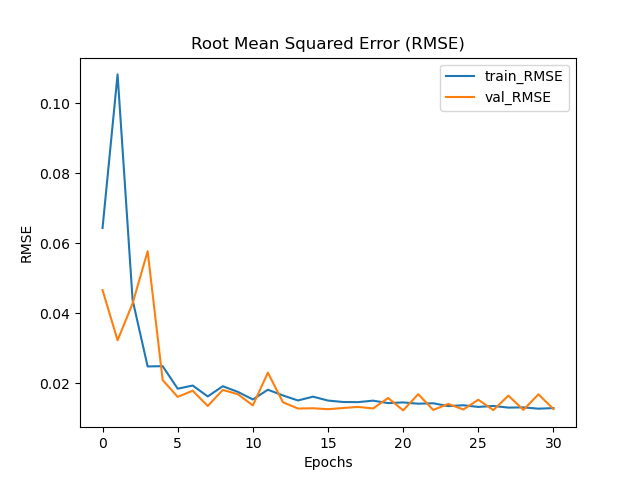 Root Mean Squared Error (RMSE)
train_RMSE
val_RMSE
0.10
0.08
0.06
0.04
0.02
RMSE
0 5 10 15 20 25 30
Epochs